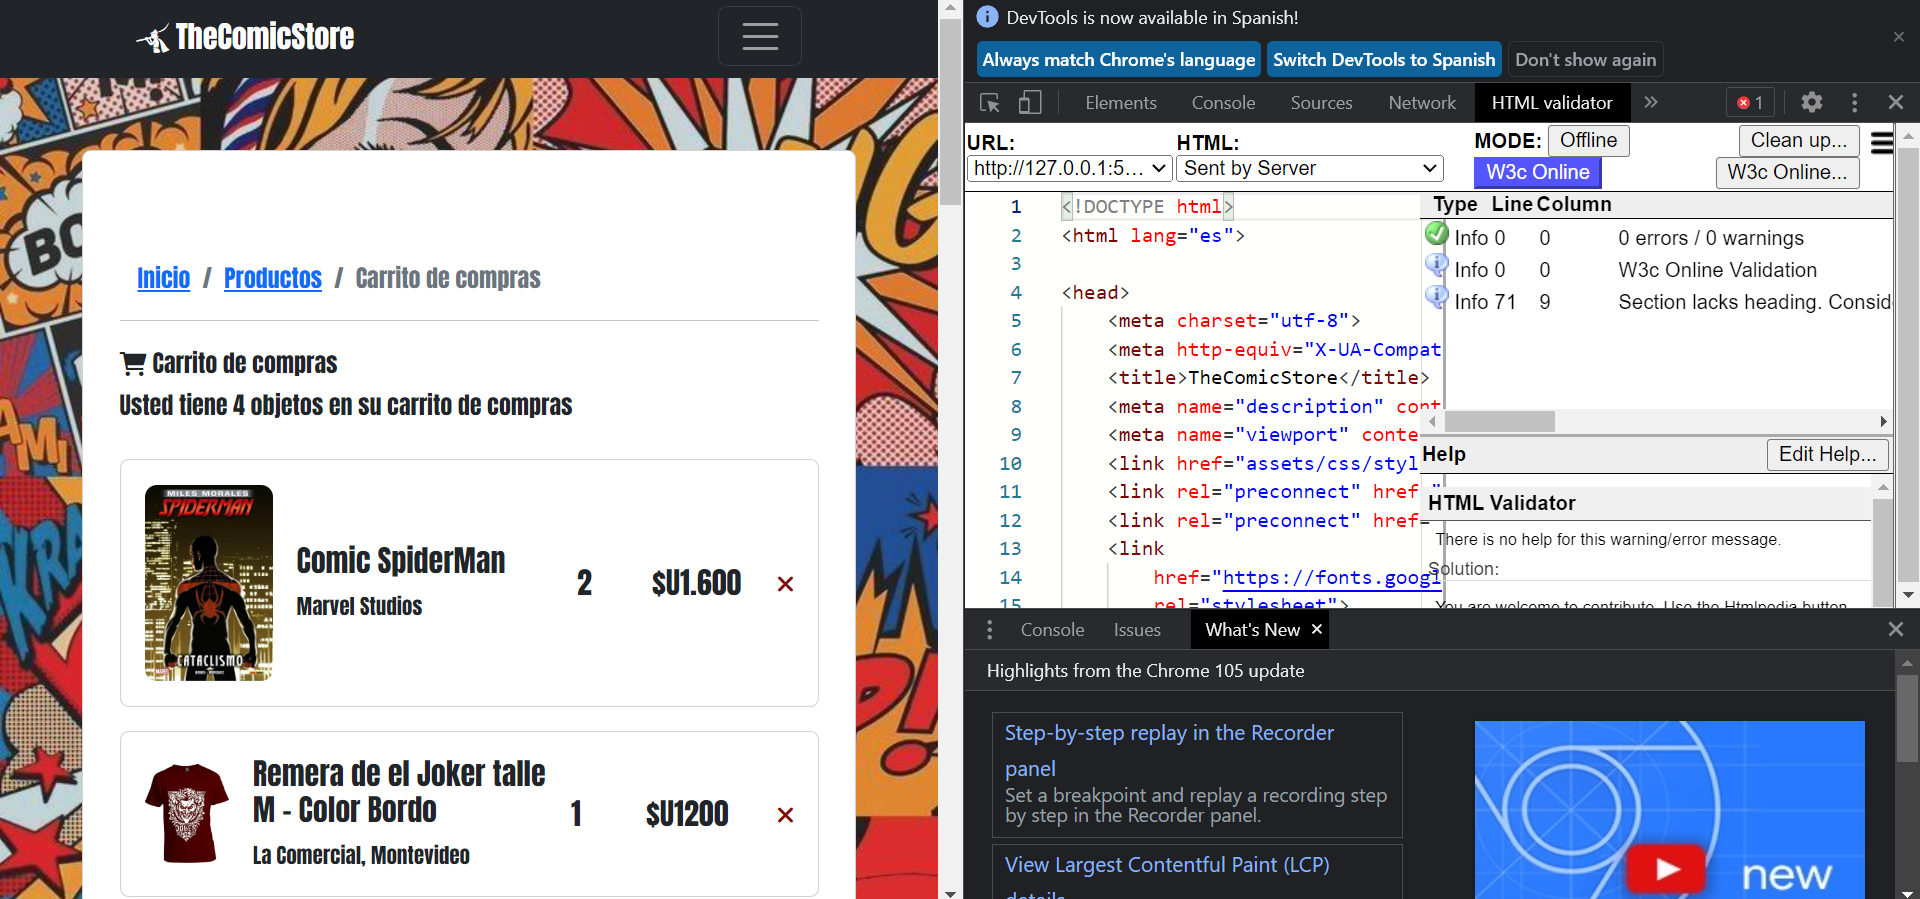 TheComicStore
Inicio / Productos / Carrito de compras
Carrito de compras
Usted tiene 4 objetos en su carrito de compras
MILES MORALES
SPIDERMAN
CATACLISMO
Comic SpiderMan
Marvel Studios
2
$U1.600
Remera de el Joker talle
M - Color Bordo
La Comercial, Montevideo
1
$U1200
DevTools is now available in Spanish!
Always match Chrome's language
Switch DevTools to Spanish
Don't show again
Elements
Console
Sources
Network
HTML validator
1
URL:
http://127.0.0.1:5...
HTML:
Sent by Server
MODE:
Offline
W3c Online
Clean up...
W3c Online...
1 <!DOCTYPE html>
2 <html lang="es">
3
4 <head>
5 <meta charset="utf-8">
6 <meta http-equiv="X-UA-Compat
7 <title>TheComicStore</title>
8 <meta name="description" cont
9 <meta name="viewport" conte
10 <link href="assets/css/styl
11 <link rel="preconnect" href="
12 <link rel="preconnect" href=
13 <link
14 href="https://fonts.googl
15 rel="stylesheet">
Type Line Column
Info 0 0 0 errors / 0 warnings
Info 0 0 W3c Online Validation
Info 71 9 Section lacks heading. Consid
Help
Edit Help...
HTML Validator
There is no help for this warning/error message.
Solution:
You are welcome to contribute. Use the Htmlpedia button
Console
Issues
What's New
Highlights from the Chrome 105 update
Step-by-step replay in the Recorder
panel
Set a breakpoint and replay a recording step
by step in the Recorder panel.
View Largest Contentful Paint (LCP)
details
new